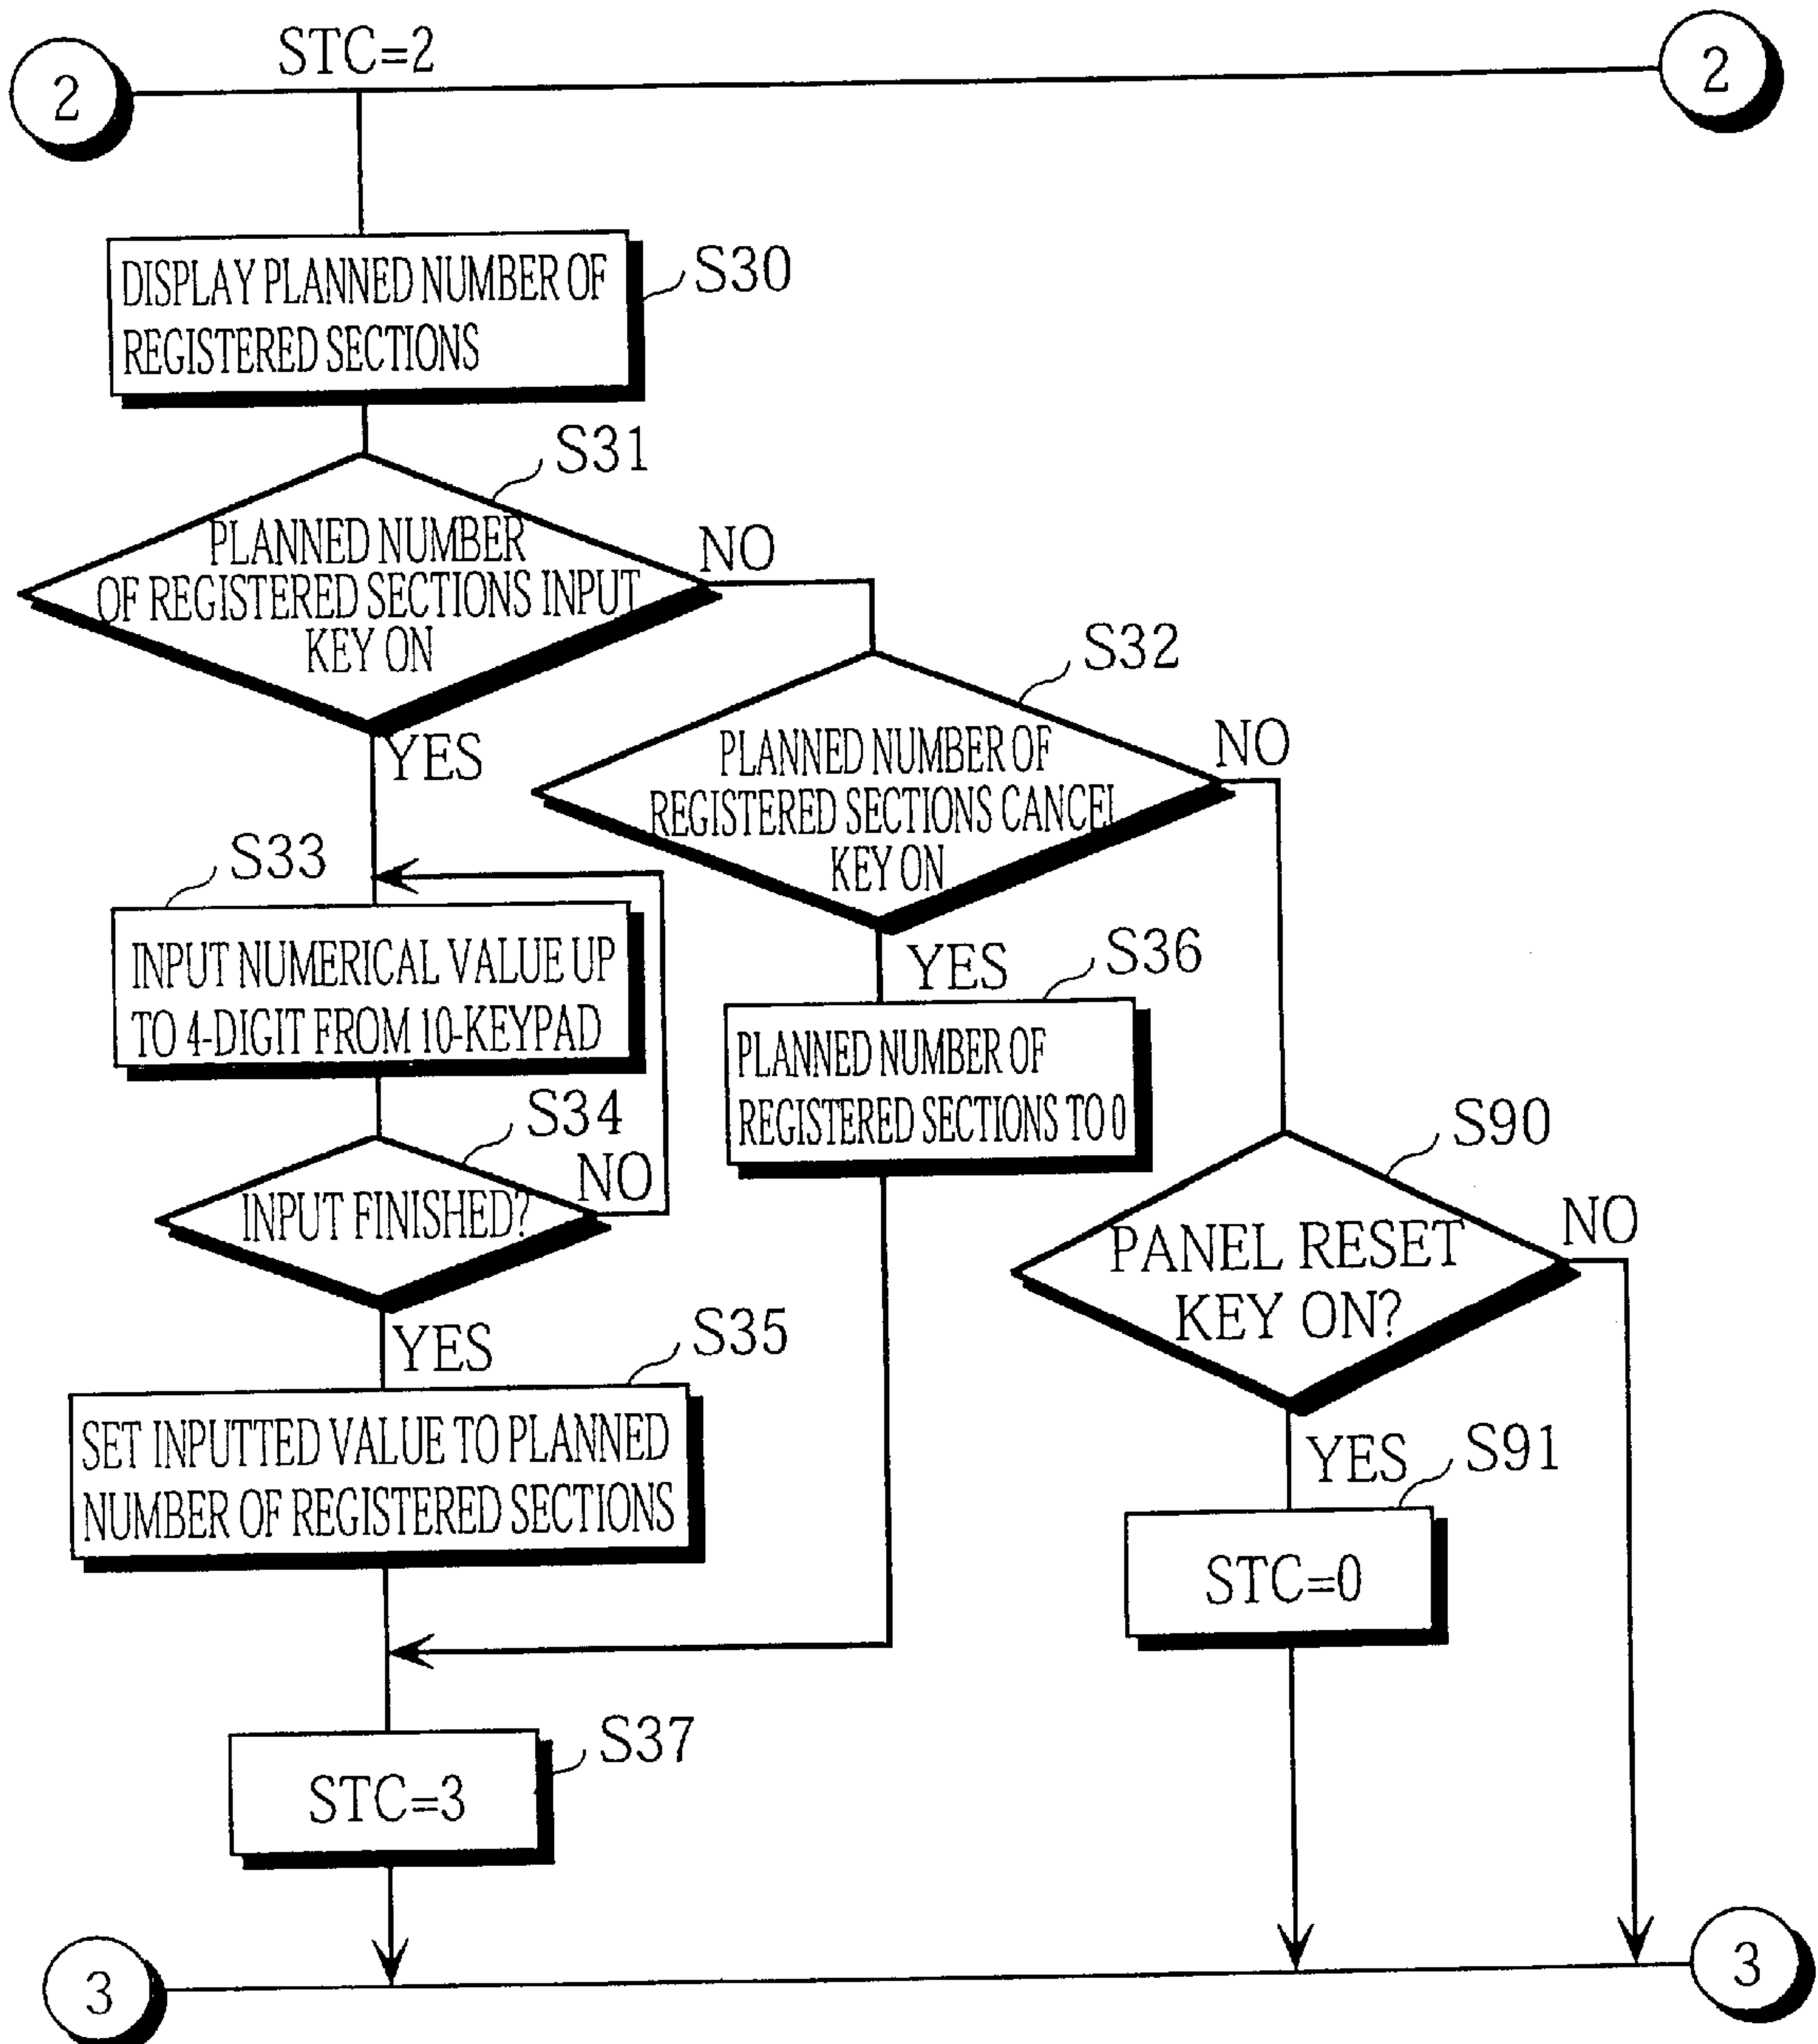 STC=2
2
2
DISPLAY PLANNED NUMBER OF
REGISTERED SECTIONS
S30
S31
PLANNED NUMBER
OF REGISTERED SECTIONS INPUT
KEY ON
NO
YES
S32
PLANNED NUMBER OF
REGISTERED SECTIONS CANCEL
KEY ON
NO
YES
S33
INPUT NUMERICAL VALUE UP
TO 4-DIGIT FROM 10-KEYPAD
S36
PLANNED NUMBER OF
REGISTERED SECTIONS TO 0
S34
INPUT FINISHED?
NO
YES
S90
PANEL RESET
KEY ON?
NO
YES
S35
SET INPUTTED VALUE TO PLANNED
NUMBER OF REGISTERED SECTIONS
S91
STC=0
S37
STC=3
3
3